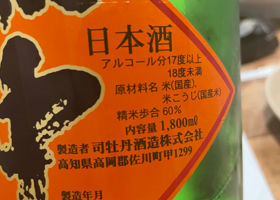 日本酒
アルコール分17度以上
18度未満
原材料名 米(国産)、
米こうじ(国産米)
精米歩合 60%
内容量 1,800ml
製造者 司牡丹酒造株式会社
高知県高岡郡佐川町甲1299
製造年月